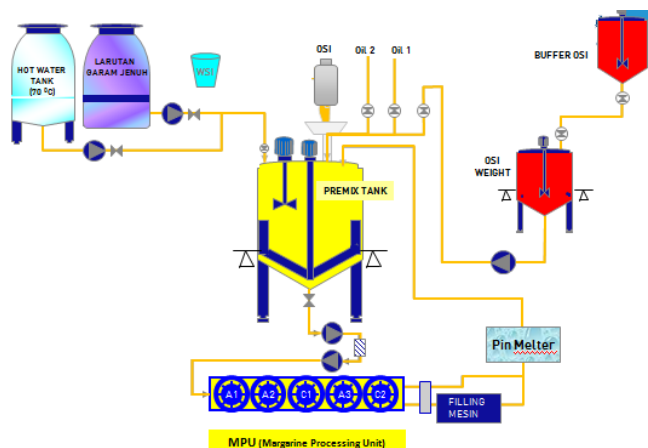 OSI
Oil 2
Oil 1
BUFFER OSI
HOT WATER
TANK
(70 ⁰C)
LARUTAN
GARAM JENUH
WSI
OSI
WEIGHT
PREMIX TANK
Pin Melter
A1
A2
C1
A3
C2
FILLING
MESIN
MPU (Margarine Processing Unit)